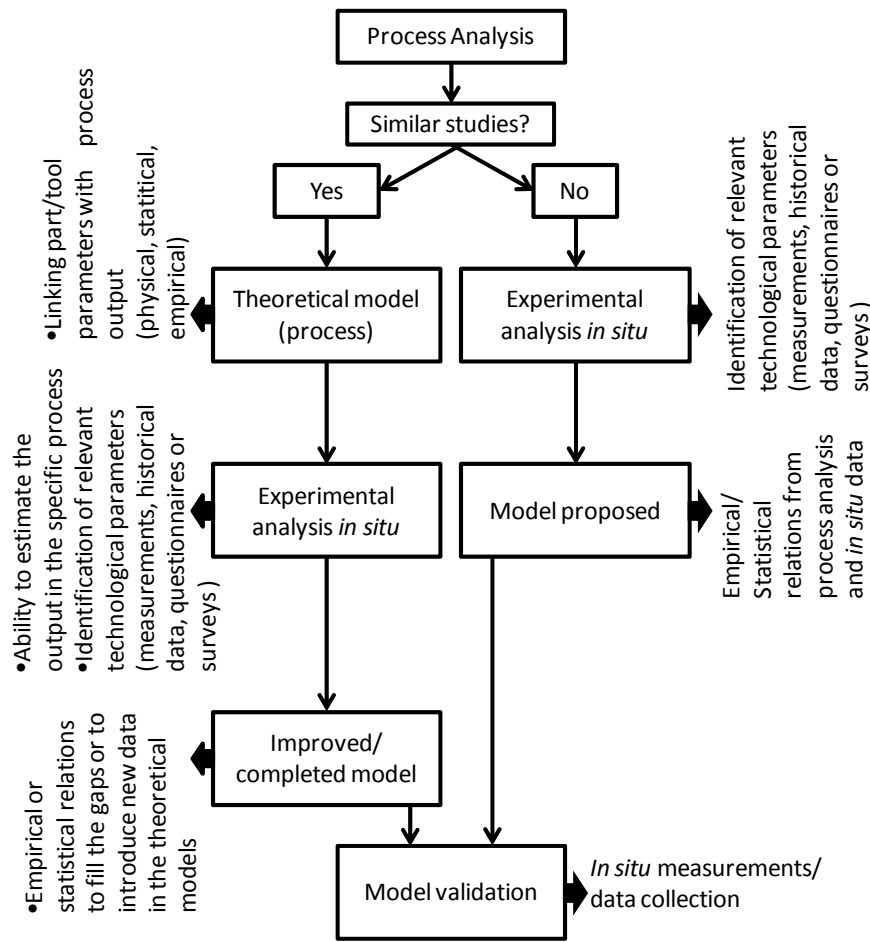 Process Analysis
Similar studies?
Yes
No
•Linking part/tool
parameters with process
output
(physical, statitical,
empirical)
Theoretical model
(process)
Experimental
analysis in situ
Identification of relevant
technological parameters
(measurements, historical
data, questionnaires or
surveys)
•Ability to estimate the
output in the specific process
•Identification of relevant
technological parameters
(measurements, historical
data, questionnaires or
surveys )
Experimental
analysis in situ
Model proposed
Empirical/
Statistical
relations from
process analysis
and in situ data
•Empirical or
statistical relations
to fill the gaps or to
introduce new data
in the theoretical
models
Improved/
completed model
Model validation
In situ measurements/
data collection